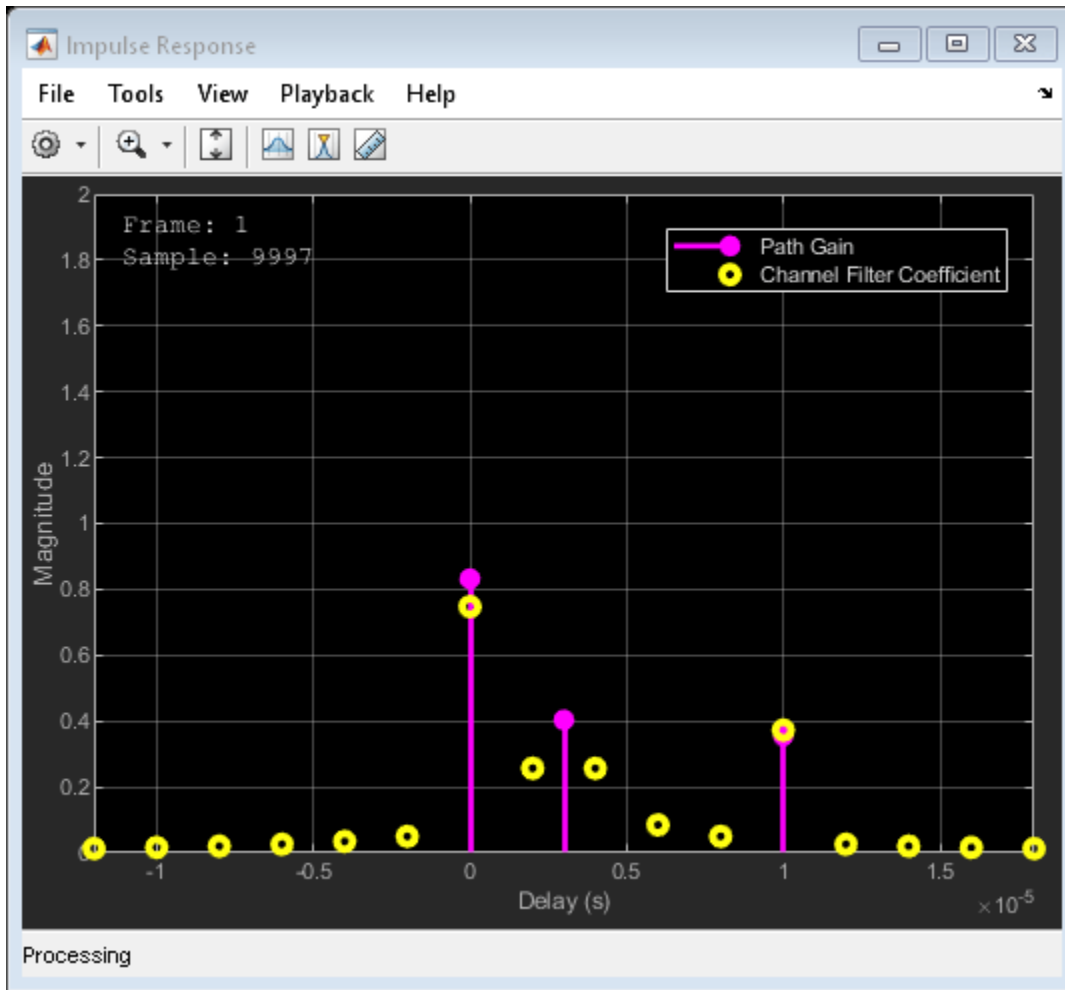 Impulse Response
File Tools View Playback Help
Frame: 1
Sample: 9997
Path Gain
Channel Filter Coefficient
2
1.8
1.6
1.4
1.2
1
0.8
0.6
0.4
0.2
0
Magnitude
-1 -0.5 0 0.5 1 1.5
Delay (s)
×10⁻⁵
Processing